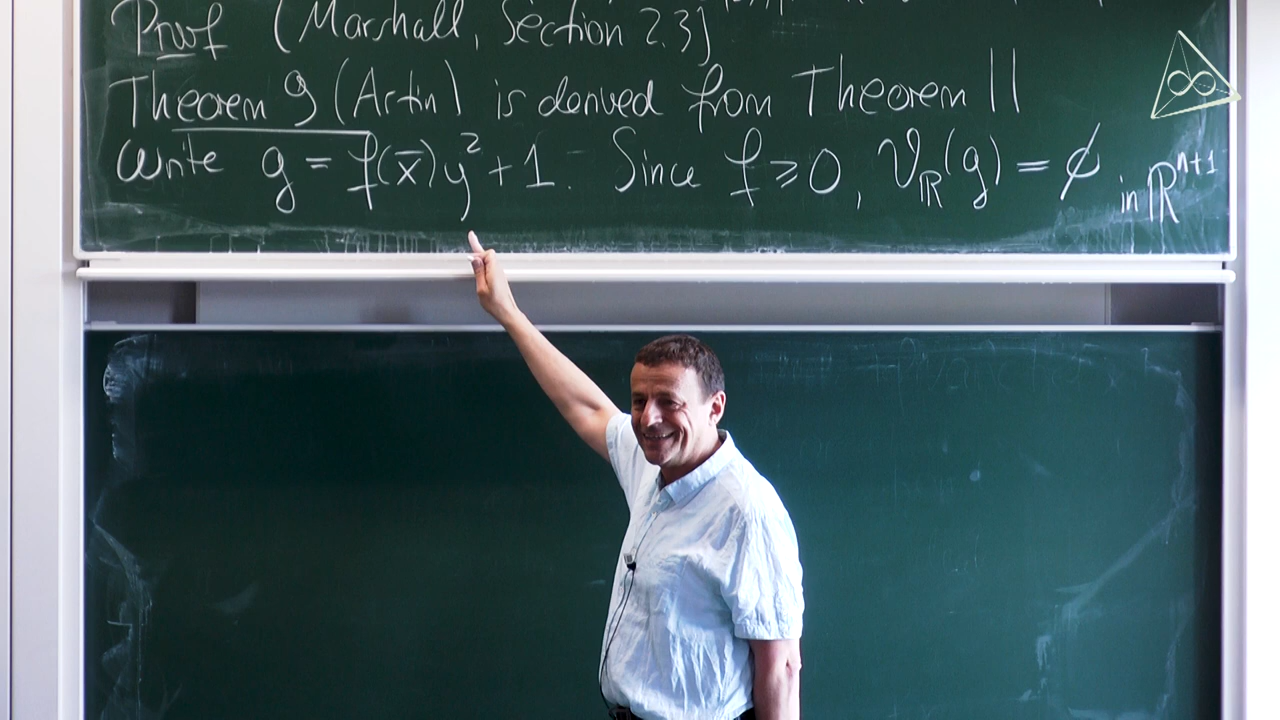 Proof (Marshall, Section 2.3)
Theorem 9 (Artin) is derived from Theorem 11
Write g = f(x̄)y² + 1. Since f ≥ 0, 𝒱_ℝ(g) = ∅ in ℝⁿ⁺¹